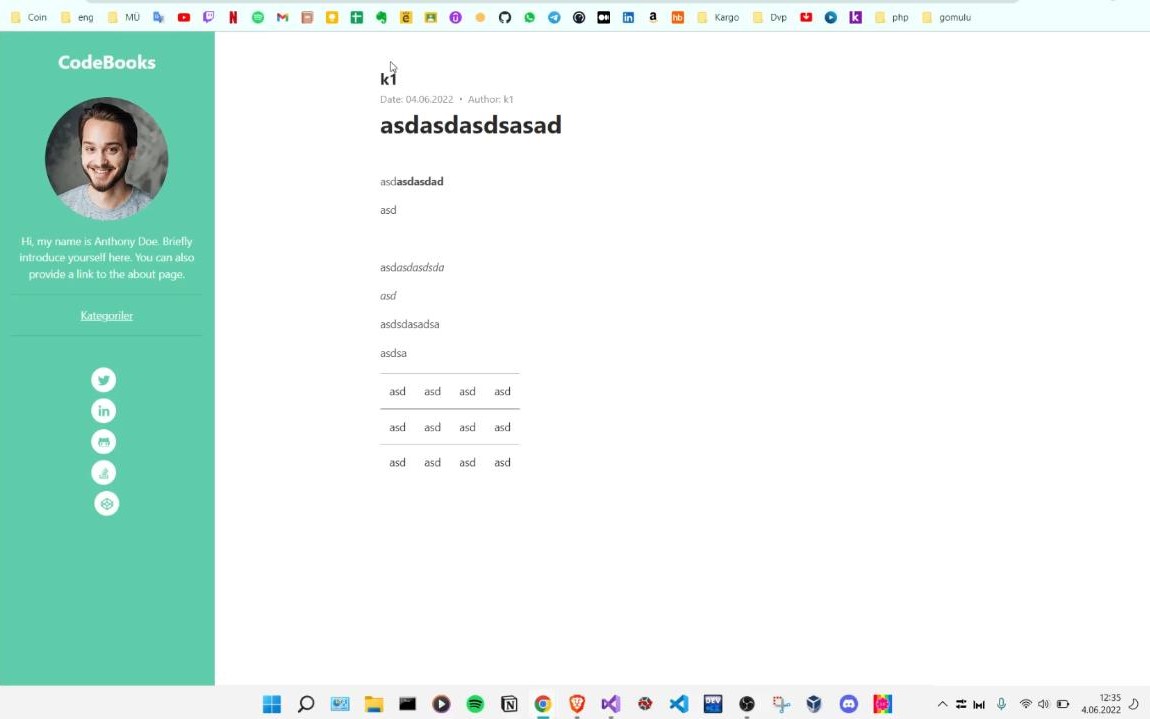 Coin eng MÜ Kargo Dvp php gomulu
CodeBooks
Hi, my name is Anthony Doe. Briefly
introduce yourself here. You can also
provide a link to the about page.
Kategoriler
k1
Date: 04.06.2022 • Author: k1
asdasdasdsasad
asdasdasdad
asd
asdasdasdsda
asd
asdsdasadsa
asdsa
asd asd asd asd
asd asd asd asd
asd asd asd asd
12:35
4.06.2022